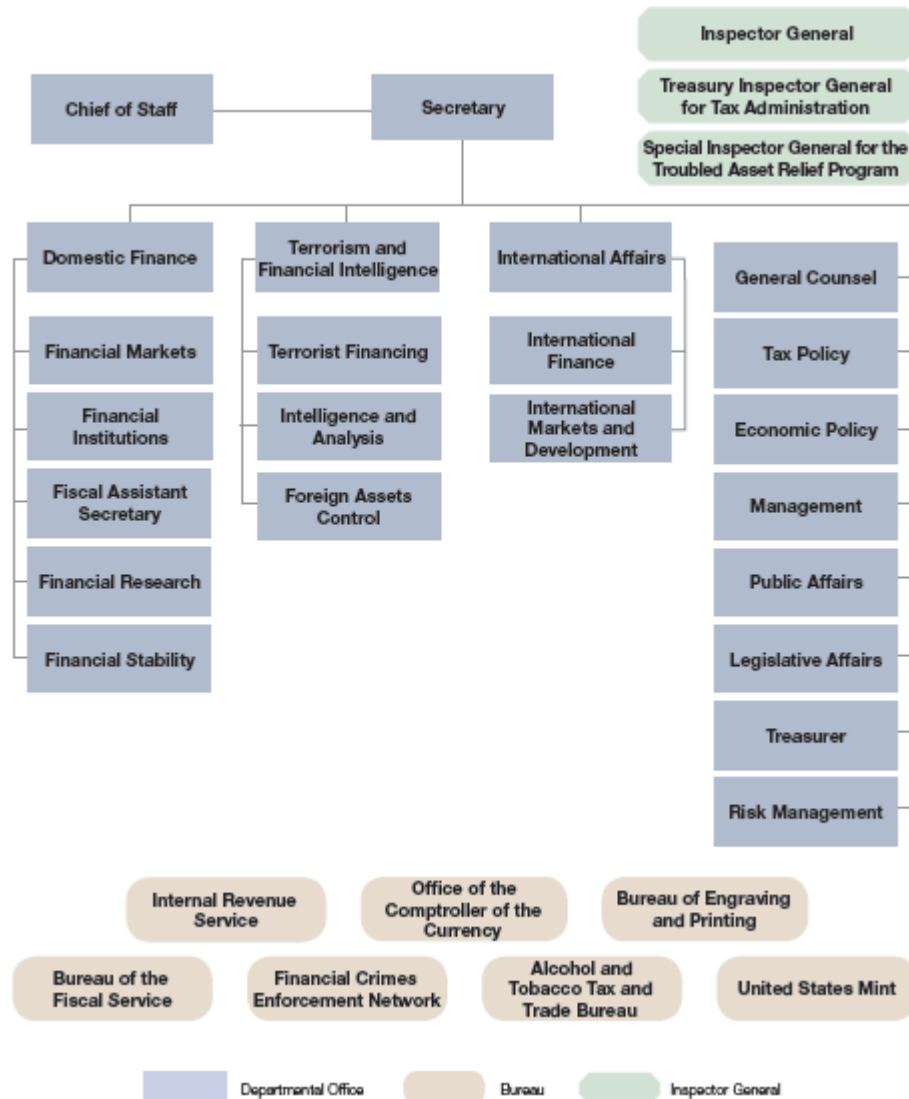 Inspector General
Chief of Staff
Secretary
Treasury Inspector General
for Tax Administration
Special Inspector General for the
Troubled Asset Relief Program
Domestic Finance
Financial Markets
Financial
Institutions
Fiscal Assistant
Secretary
Financial Research
Financial Stability
Terrorism and
Financial Intelligence
Terrorist Financing
Intelligence and
Analysis
Foreign Assets
Control
International Affairs
International
Finance
International
Markets and
Development
General Counsel
Tax Policy
Economic Policy
Management
Public Affairs
Legislative Affairs
Treasurer
Risk Management
Internal Revenue
Service
Office of the
Comptroller of the
Currency
Bureau of Engraving
and Printing
Bureau of the
Fiscal Service
Financial Crimes
Enforcement Network
Alcohol and
Tobacco Tax and
Trade Bureau
United States Mint
Departmental Office
Bureau
Inspector General